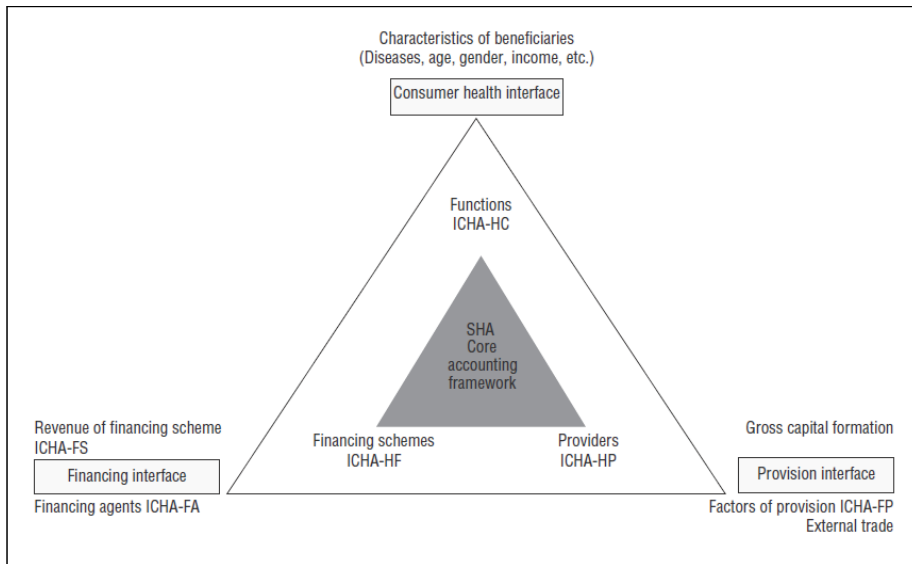 Characteristics of beneficiaries
(Diseases, age, gender, income, etc.)
Consumer health interface
Functions
ICHA-HC
SHA
Core
accounting
framework
Revenue of financing scheme
ICHA-FS
Financing interface
Financing agents ICHA-FA
Financing schemes
ICHA-HF
Providers
ICHA-HP
Gross capital formation
Provision interface
Factors of provision ICHA-FP
External trade